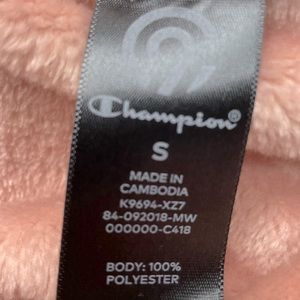 Champion®
S
MADE IN
CAMBODIA
K9694-XZ7
84-092018-MW
000000-C418
BODY: 100%
POLYESTER